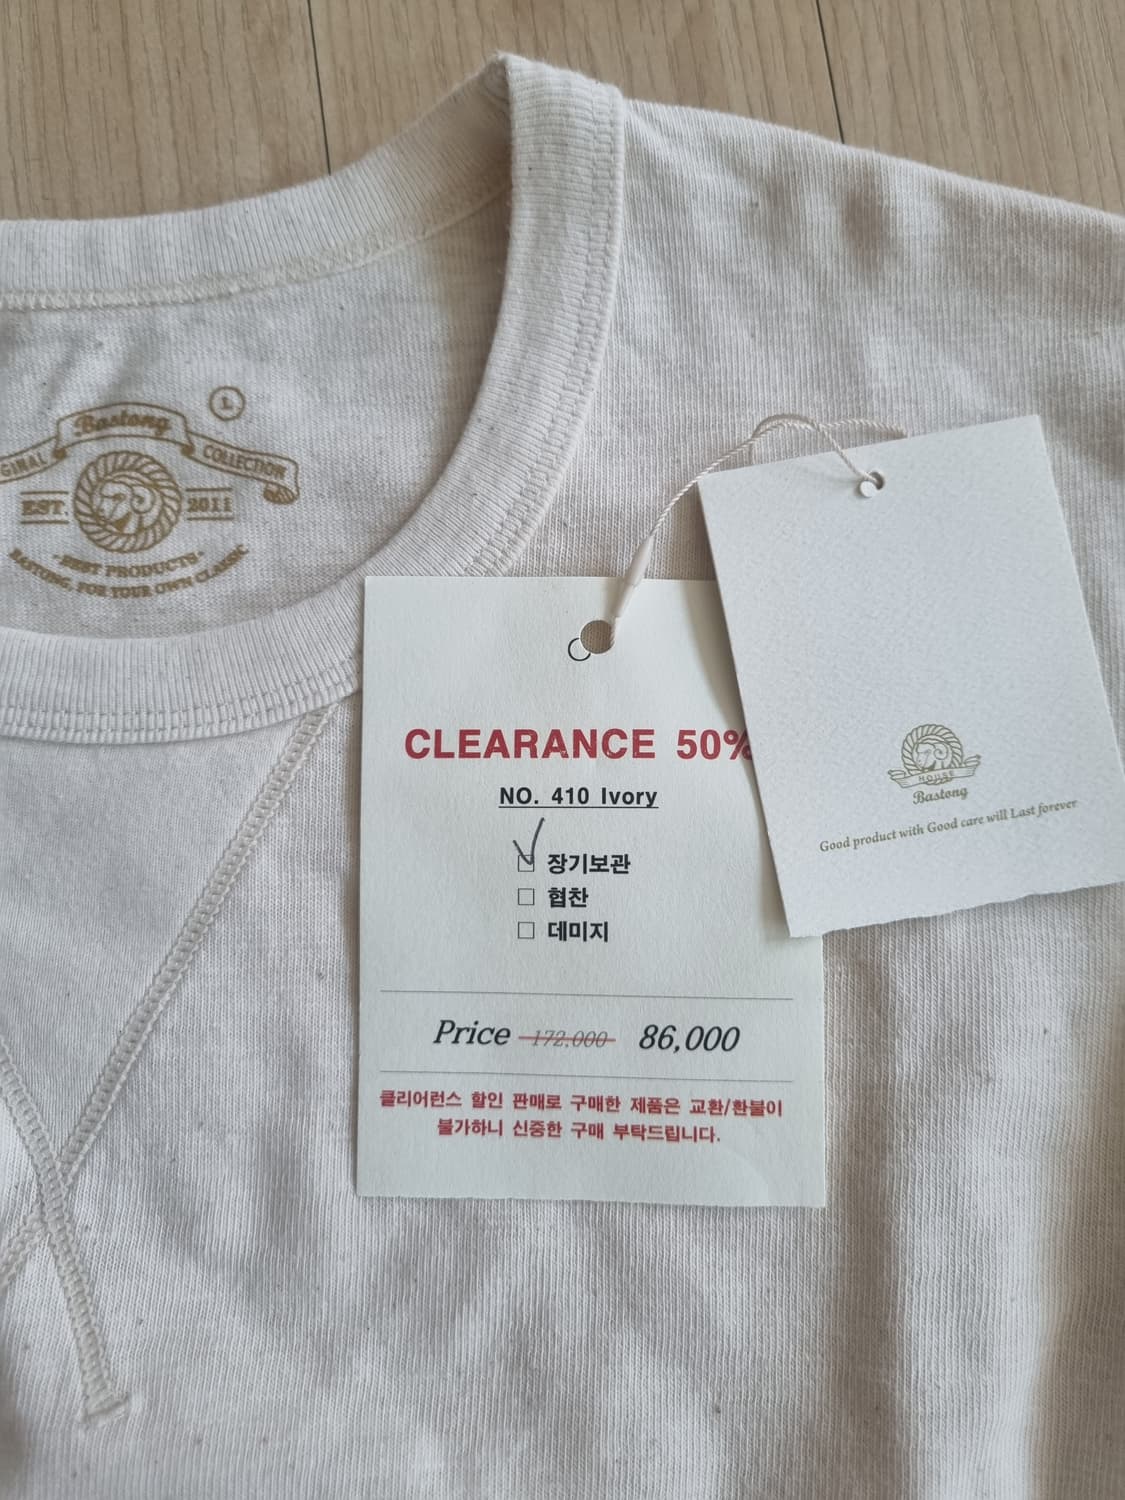 L
Bastong
GINAL COLLECTION
EST. 2011
·BEST PRODUCTS·
BASTONG, FOR YOUR OWN CLASSIC
CLEARANCE 50%
NO. 410 Ivory
장기보관
협찬
데미지
Price 172,000 86,000
클리어런스 할인 판매로 구매한 제품은 교환/환불이
불가하니 신중한 구매 부탁드립니다.
HOUSE
Bastong
Good product with Good care will Last forever